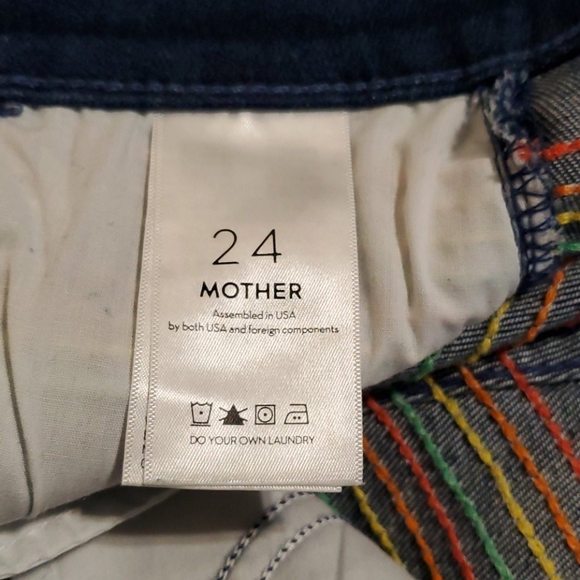 24
MOTHER
Assembled in USA
by both USA and foreign components
DO YOUR OWN LAUNDRY